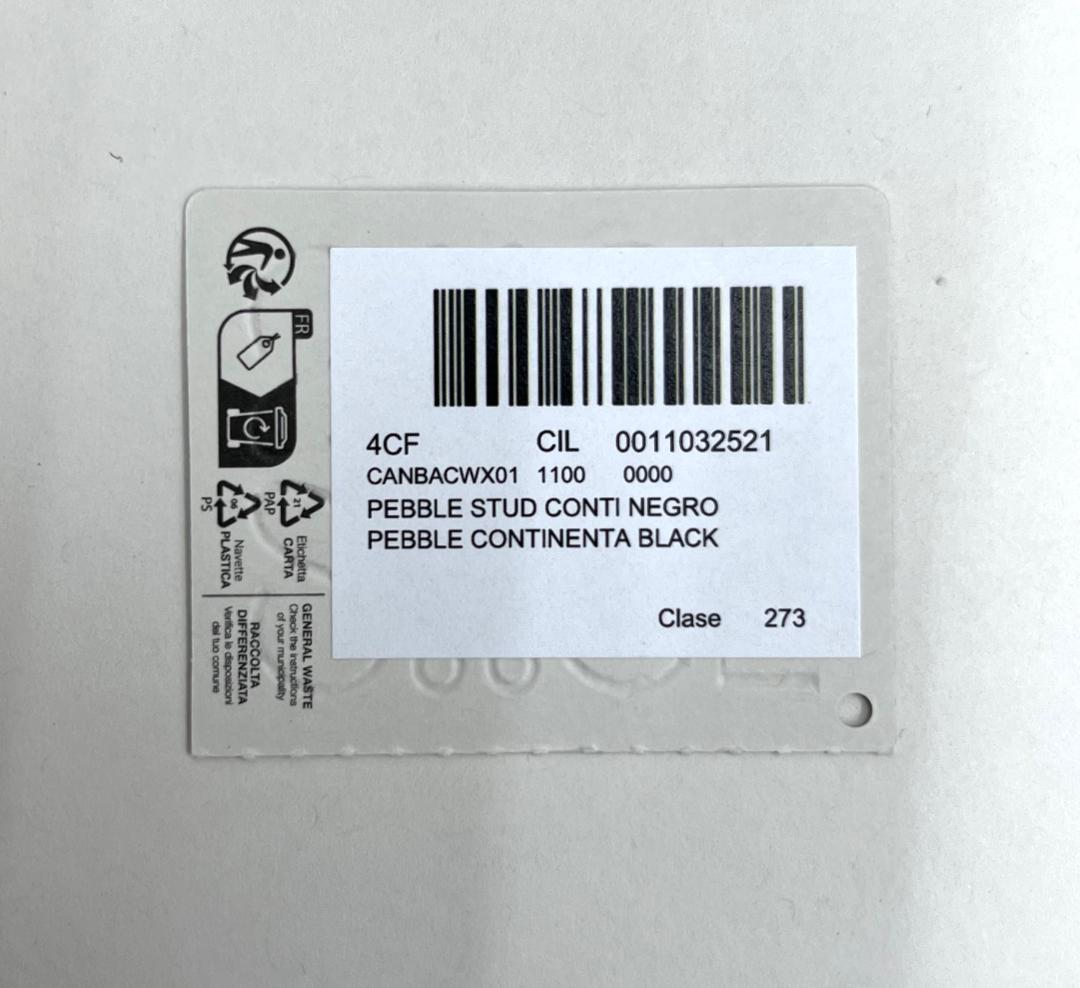 4CF CIL 0011032521
CANBACWX01 1100 0000
PEBBLE STUD CONTI NEGRO
PEBBLE CONTINENTA BLACK
Clase 273
FR
21
PAP
Etichetta
CARTA
06
PS
Navette
PLASTICA
GENERAL WASTE
Check the instructions
of your municipality
RACCOLTA
DIFFERENZIATA
Verifica le disposizioni
del tuo comune